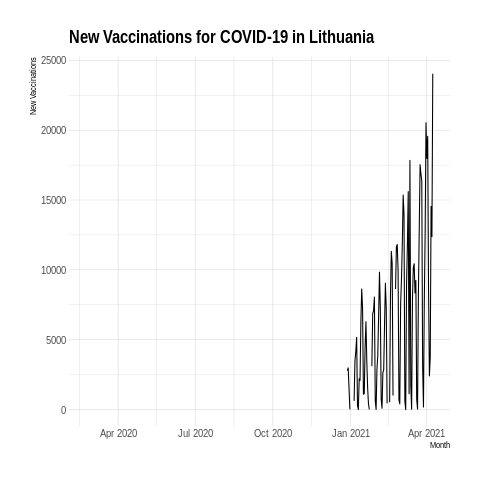 New Vaccinations for COVID-19 in Lithuania
New Vaccinations
25000
20000
15000
10000
5000
0
Apr 2020 Jul 2020 Oct 2020 Jan 2021 Apr 2021
Month